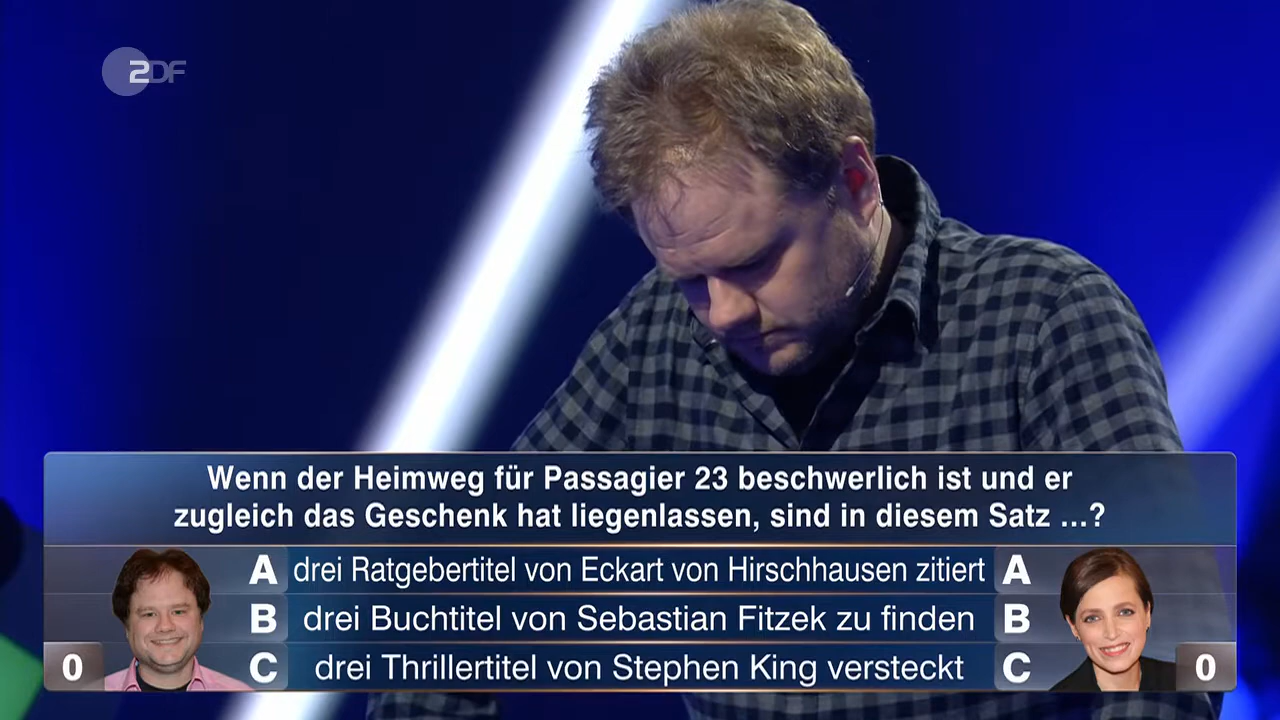 ZDF
Wenn der Heimweg für Passagier 23 beschwerlich ist und er
zugleich das Geschenk hat liegenlassen, sind in diesem Satz ...?
A drei Ratgebertitel von Eckart von Hirschhausen zitiert A
B drei Buchtitel von Sebastian Fitzek zu finden B
0 C drei Thrillertitel von Stephen King versteckt C 0